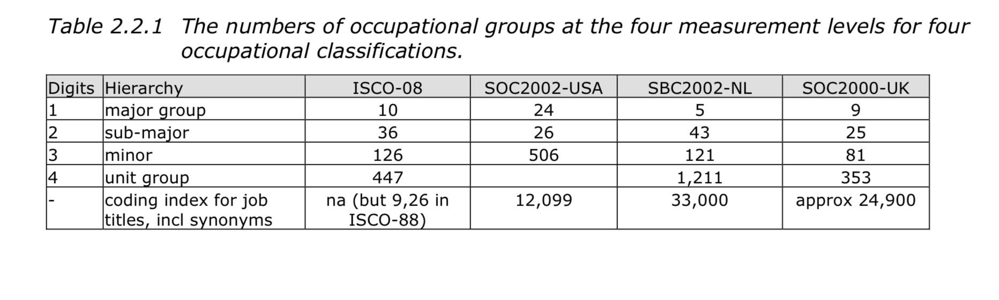 Table 2.2.1 The numbers of occupational groups at the four measurement levels for four
occupational classifications.
Digits Hierarchy ISCO-08 SOC2002-USA SBC2002-NL SOC2000-UK
1 major group 10 24 5 9
2 sub-major 36 26 43 25
3 minor 126 506 121 81
4 unit group 447 1,211 353
- coding index for job na (but 9,26 in 12,099 33,000 approx 24,900
titles, incl synonyms ISCO-88)